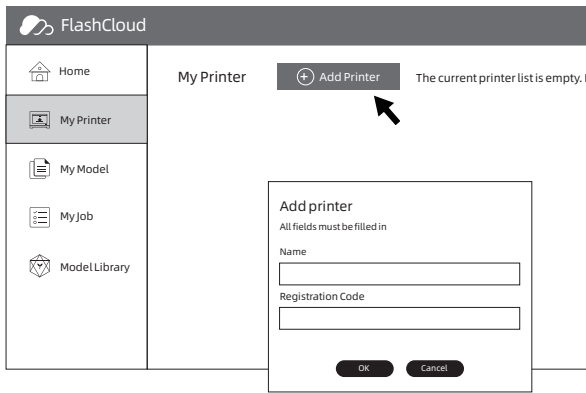 FlashCloud
Home
My Printer
My Model
My Job
Model Library
My Printer
Add Printer
The current printer list is empty.
Add printer
All fields must be filled in
Name
Registration Code
OK
Cancel